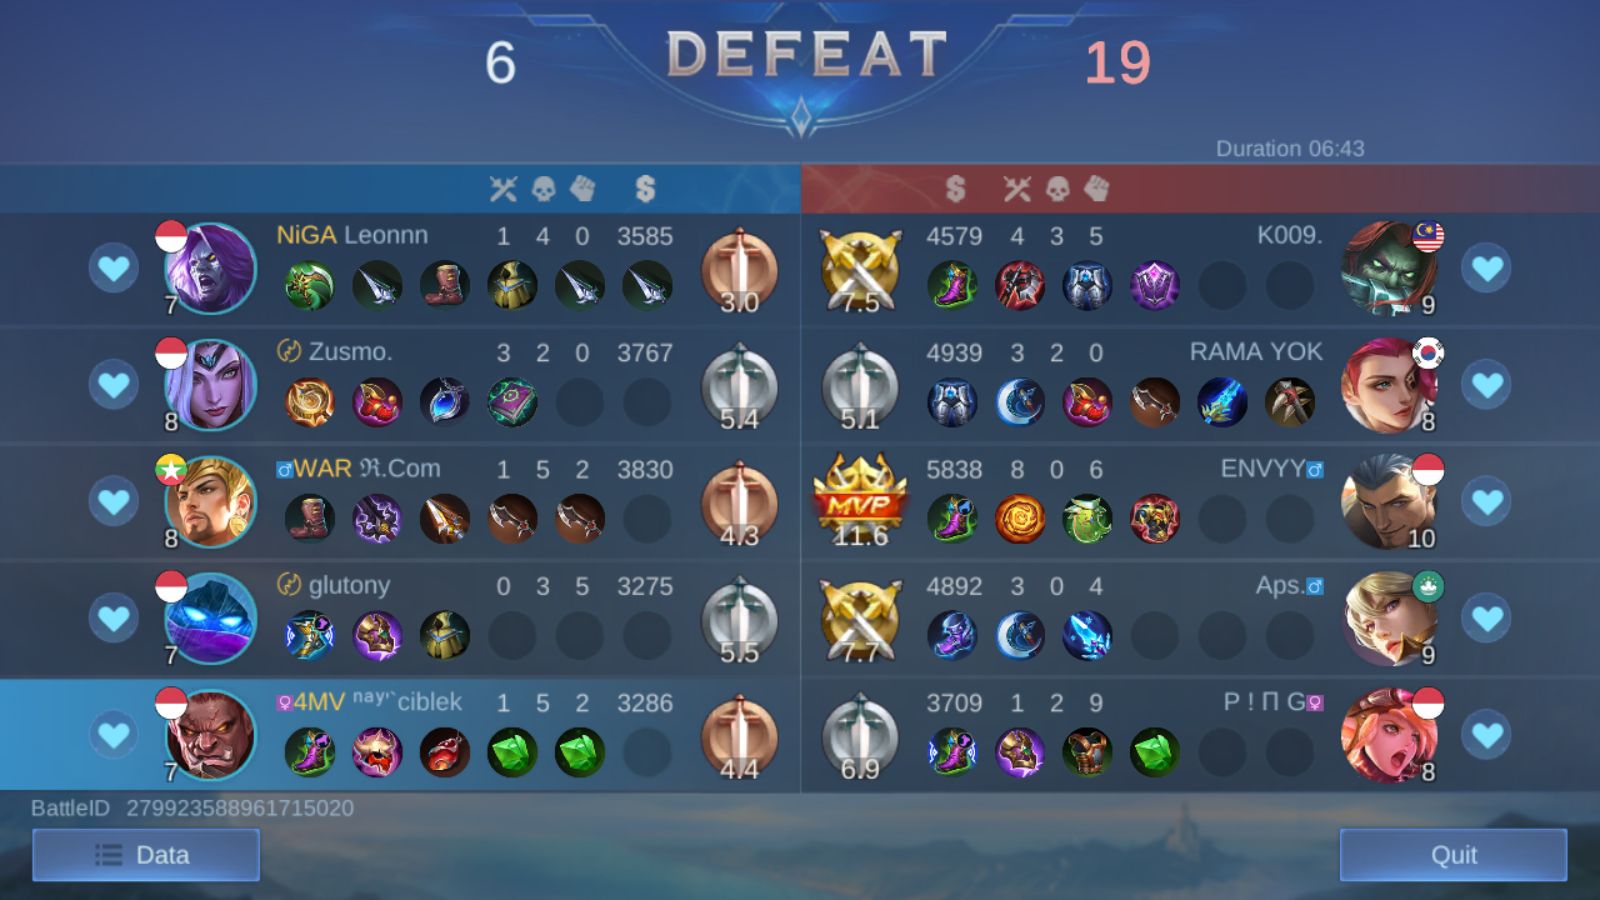 6 DEFEAT 19
Duration 06:43
NiGA Leonnn 1 4 0 3585
7 3.0
4579 4 3 5 K009.
7.5 9
Zusmo. 3 2 0 3767
8 5.4
4939 3 2 0 RAMA YOK
5.1 8
♂WAR ℜ.Com 1 5 2 3830
8 4.3
5838 8 0 6 ENVYY♂
MVP
11.6 10
glutony 0 3 5 3275
7 5.5
4892 3 0 4 Aps.♂
7.7 9
♀4MV ⁿᵃʸ'`ciblek 1 5 2 3286
7 4.4
3709 1 2 9 P ! Π G♀
6.9 8
BattleID 279923588961715020
Data
Quit